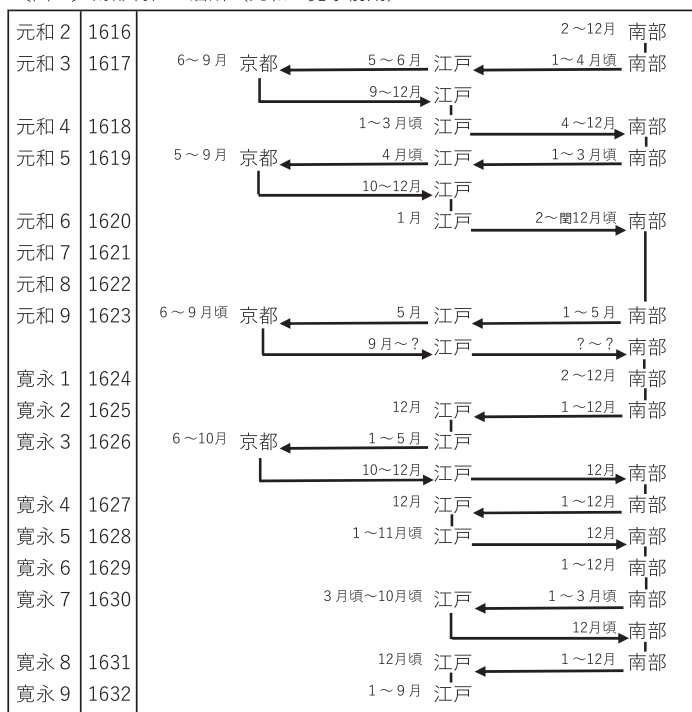 元和 2 1616 2～12月 南部
元和 3 1617 6～9月 京都 5～6月 江戸 1～4月頃 南部
9～12月 江戸
元和 4 1618 1～3月頃 江戸 4～12月 南部
元和 5 1619 5～9月 京都 4月頃 江戸 1～3月頃 南部
10～12月 江戸
元和 6 1620 1月 江戸 2～閏12月頃 南部
元和 7 1621
元和 8 1622
元和 9 1623 6～9月頃 京都 5月 江戸 1～5月 南部
9月～? 江戸 ?～? 南部
寛永 1 1624 2～12月 南部
寛永 2 1625 12月 江戸 1～12月 南部
寛永 3 1626 6～10月 京都 1～5月 江戸
10～12月 江戸 12月 南部
寛永 4 1627 12月 江戸 1～12月 南部
寛永 5 1628 1～11月頃 江戸 12月 南部
寛永 6 1629 1～12月 南部
寛永 7 1630 3月頃～10月頃 江戸 1～3月頃 南部
12月頃 南部
寛永 8 1631 12月頃 江戸 1～12月 南部
寛永 9 1632 1～9月 江戸